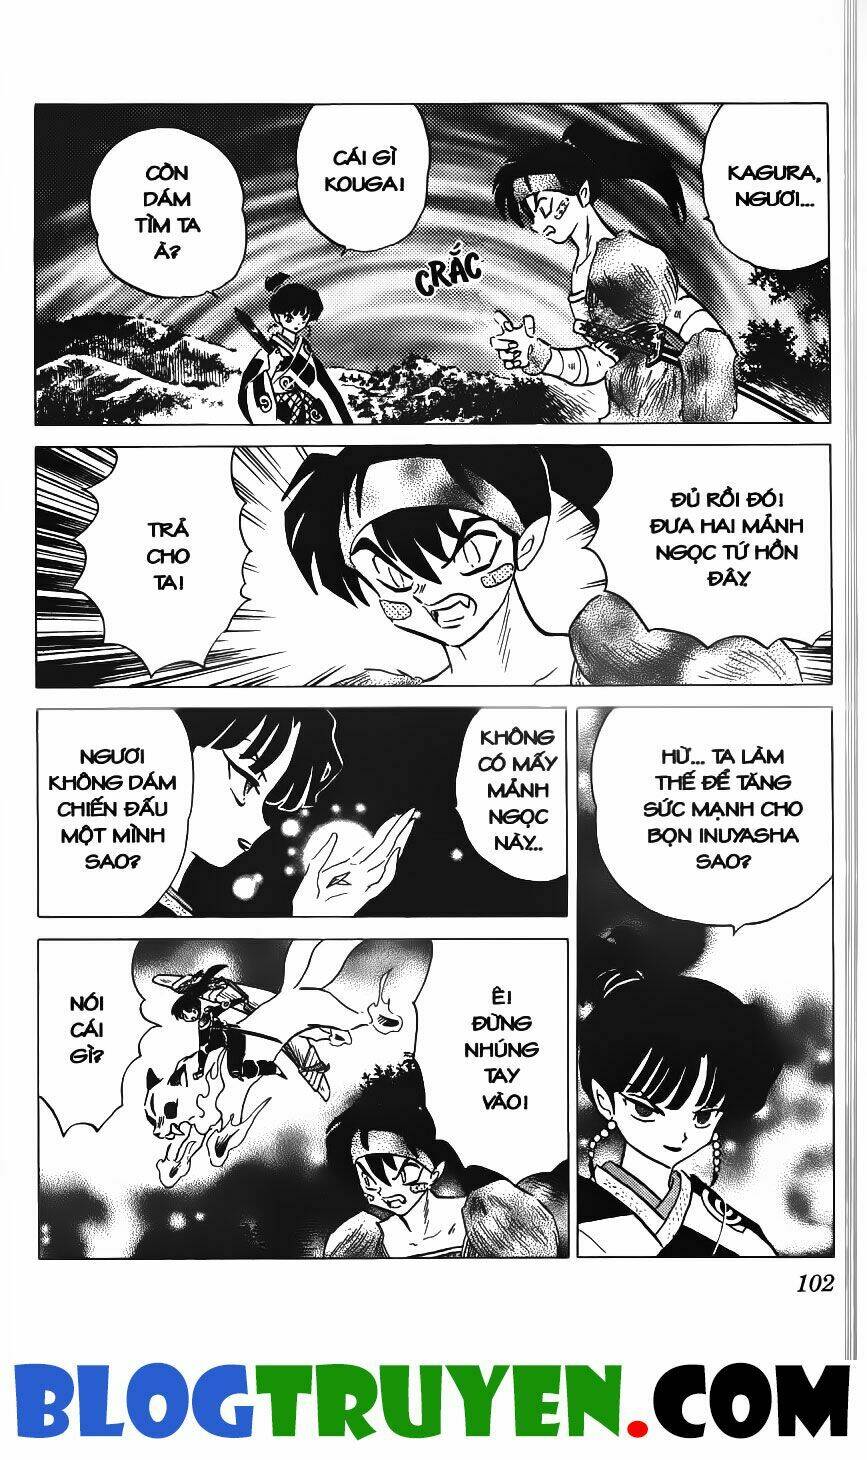 KAGURA,
NGƯƠI...
CÁI GÌ
KOUGA!
CÒN
DÁM
TÌM TA
À?
CRẮC
ĐỦ RỒI ĐÓ!
ĐƯA HAI MẢNH
NGỌC TỨ HỒN
ĐÂY.
TRẢ
CHO
TA!
HỪ... TA LÀM
THẾ ĐỂ TĂNG
SỨC MẠNH CHO
BỌN INUYASHA
SAO?
KHÔNG
CÓ MẤY
MẢNH
NGỌC
NÀY...
NGƯƠI
KHÔNG DÁM
CHIẾN ĐẤU
MỘT MÌNH
SAO?
Ê!
ĐỪNG
NHÚNG
TAY
VÀO!
NÓI
CÁI
GÌ?
102
BLOGTRUYEN.COM